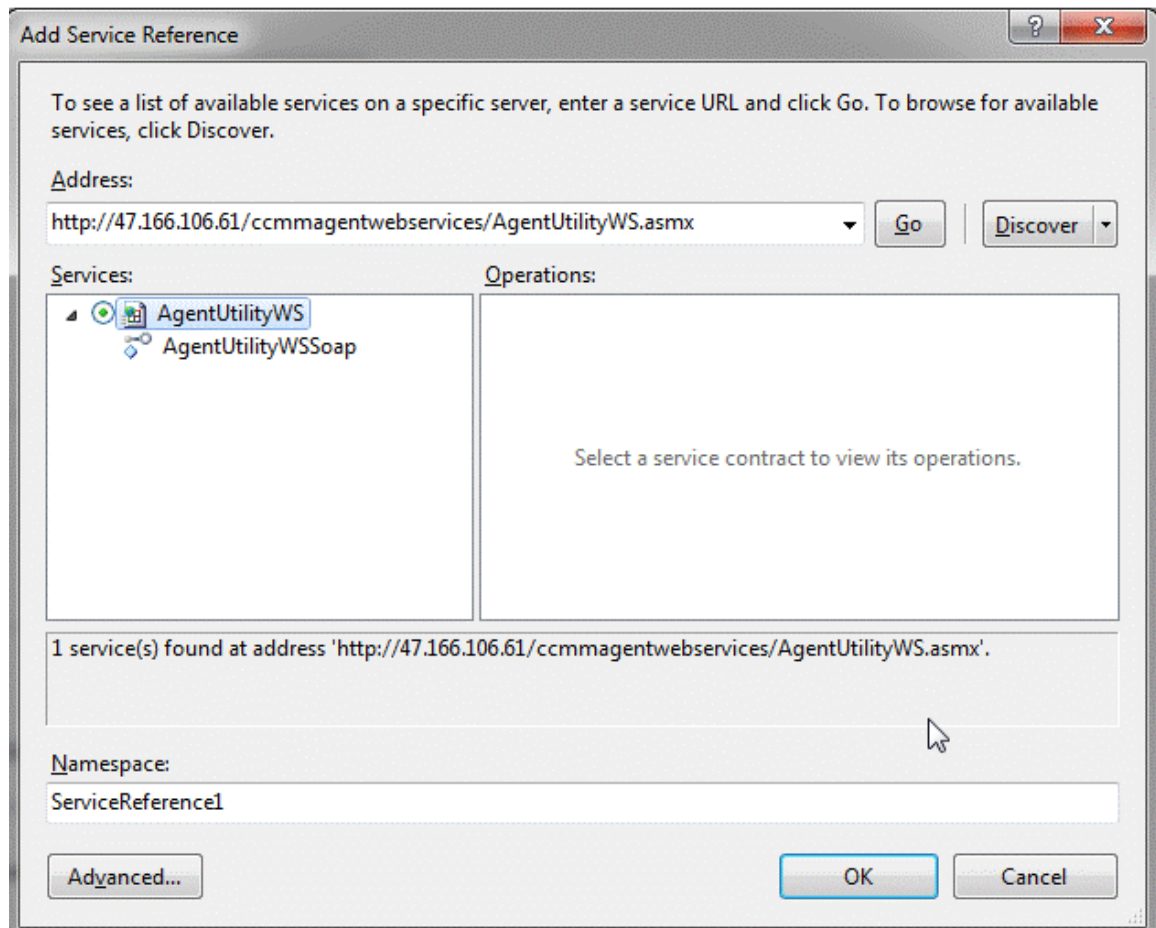 Add Service Reference
To see a list of available services on a specific server, enter a service URL and click Go. To browse for available
services, click Discover.
Address:
http://47.166.106.61/ccmmagentwebservices/AgentUtilityWS.asmx
Go
Discover
Services:
Operations:
AgentUtilityWS
AgentUtilityWSSoap
Select a service contract to view its operations.
1 service(s) found at address 'http://47.166.106.61/ccmmagentwebservices/AgentUtilityWS.asmx'.
Namespace:
ServiceReference1
Advanced...
OK
Cancel